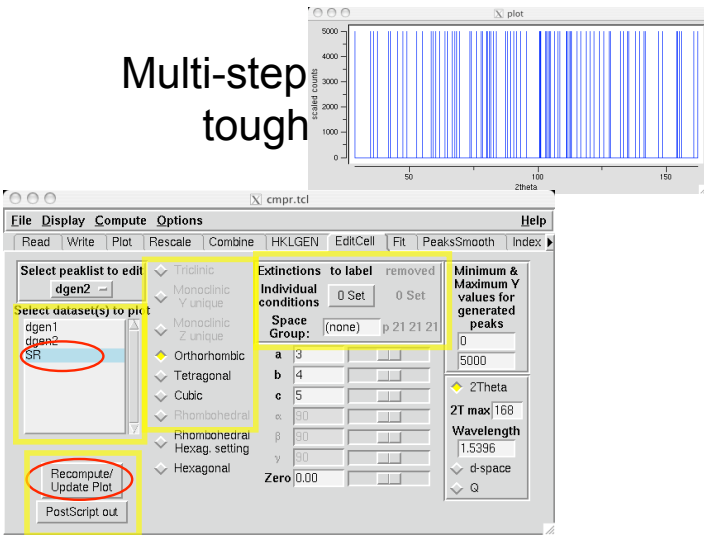 Multi-step
tough
plot
5000
4000
3000
2000
1000
0
scaled counts
50
100
150
2theta
cmpr.tcl
File Display Compute Options Help
Read Write Plot Rescale Combine HKLGEN EditCell Fit PeaksSmooth Index
Select peaklist to edit
dgen2
Select dataset(s) to plot
dgen1
dgen2
SR
Recompute/
Update Plot
PostScript out
Triclinic
Monoclinic
Y unique
Monoclinic
Z unique
Orthorhombic
Tetragonal
Cubic
Rhombohedral
Rhombohedral
Hexag. setting
Hexagonal
Extinctions to label removed
Individual
conditions 0 Set 0 Set
Space
Group: (none) p 21 21 21
a 3
b 4
c 5
α 90
β 90
γ 90
Zero 0.00
Minimum &
Maximum Y
values for
generated
peaks
0
5000
2Theta
2T max 168
Wavelength
1.5396
d-space
Q